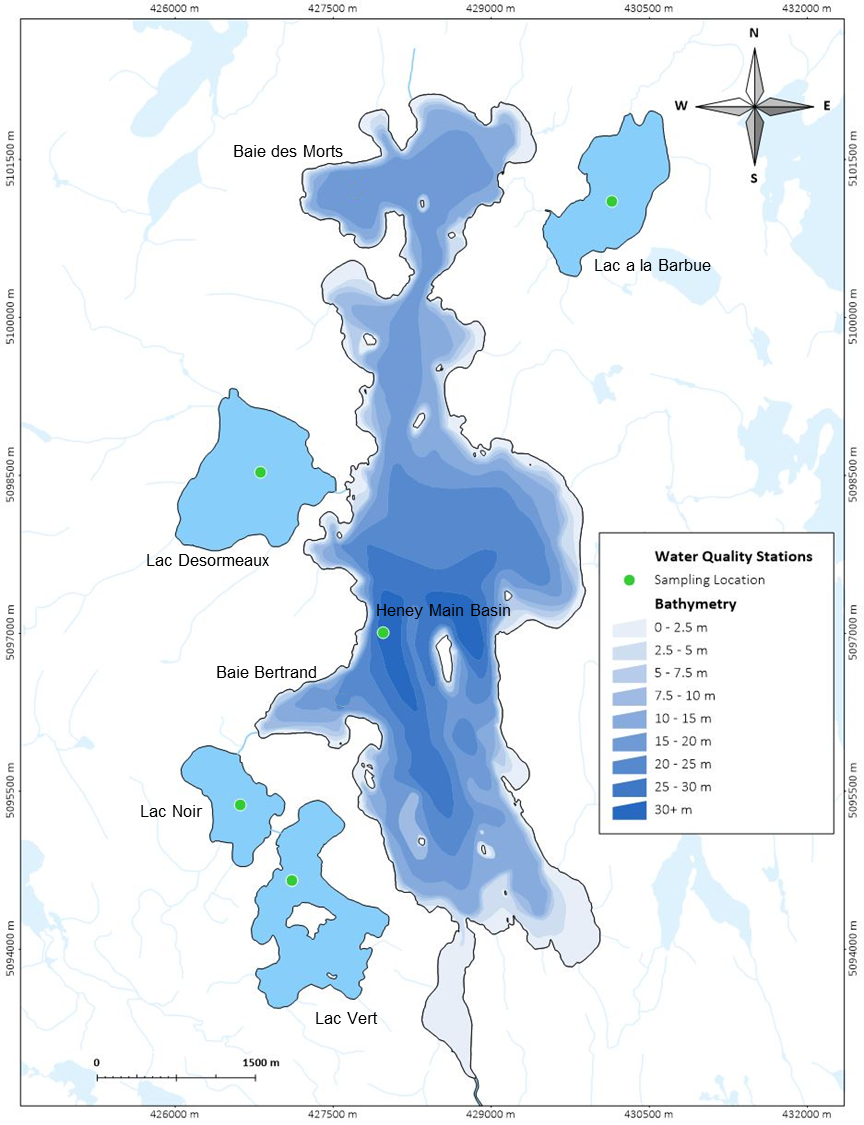 426000 m 427500 m 429000 m 430500 m 432000 m
N
W E
S
5101500 m 5101500 m
Baie des Morts
Lac a la Barbue
5100000 m 5100000 m
5098500 m 5098500 m
Lac Desormeaux
Water Quality Stations
Sampling Location
Bathymetry
0 - 2.5 m
2.5 - 5 m
5 - 7.5 m
7.5 - 10 m
10 - 15 m
15 - 20 m
20 - 25 m
25 - 30 m
30+ m
Heney Main Basin
5097000 m 5097000 m
Baie Bertrand
5095500 m 5095500 m
Lac Noir
5094000 m 5094000 m
Lac Vert
0 1500 m
426000 m 427500 m 429000 m 430500 m 432000 m